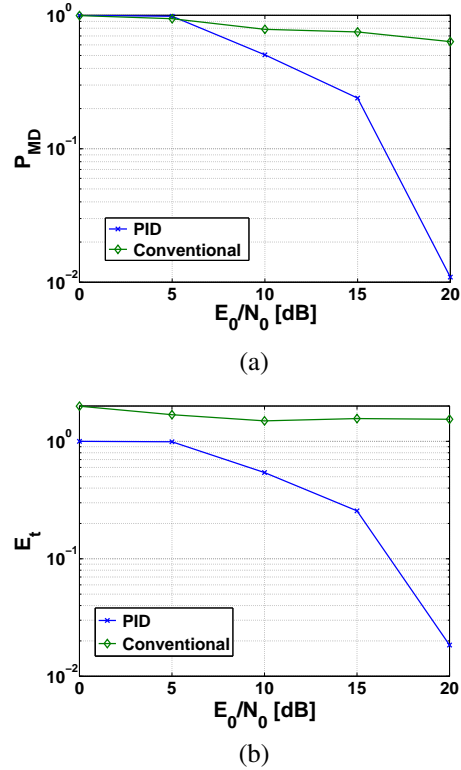 10^0
10^-1
10^-2
P_MD
0 5 10 15 20
E_0/N_0 [dB]
PID
Conventional
(a)
10^0
10^-1
10^-2
E_t
0 5 10 15 20
E_0/N_0 [dB]
PID
Conventional
(b)